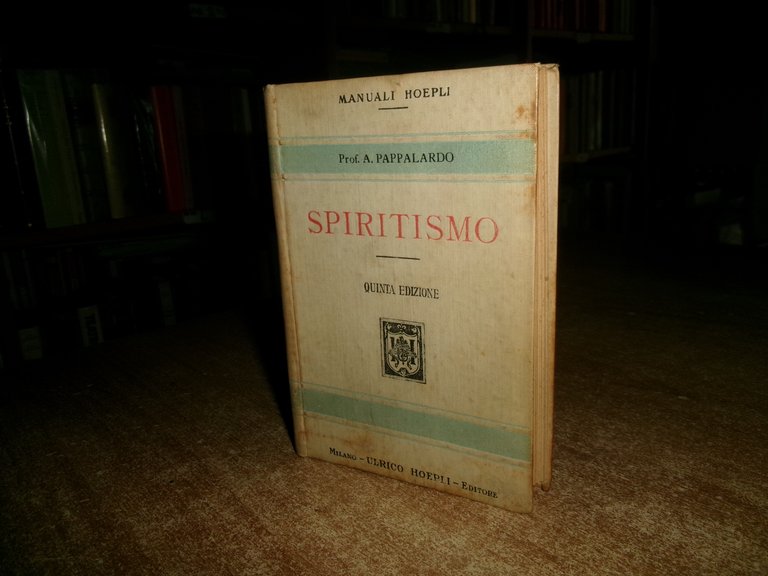 MANUALI HOEPLI
Prof. A. PAPPALARDO
SPIRITISMO
QUINTA EDIZIONE
MILANO – ULRICO HOEPLI – EDITORE